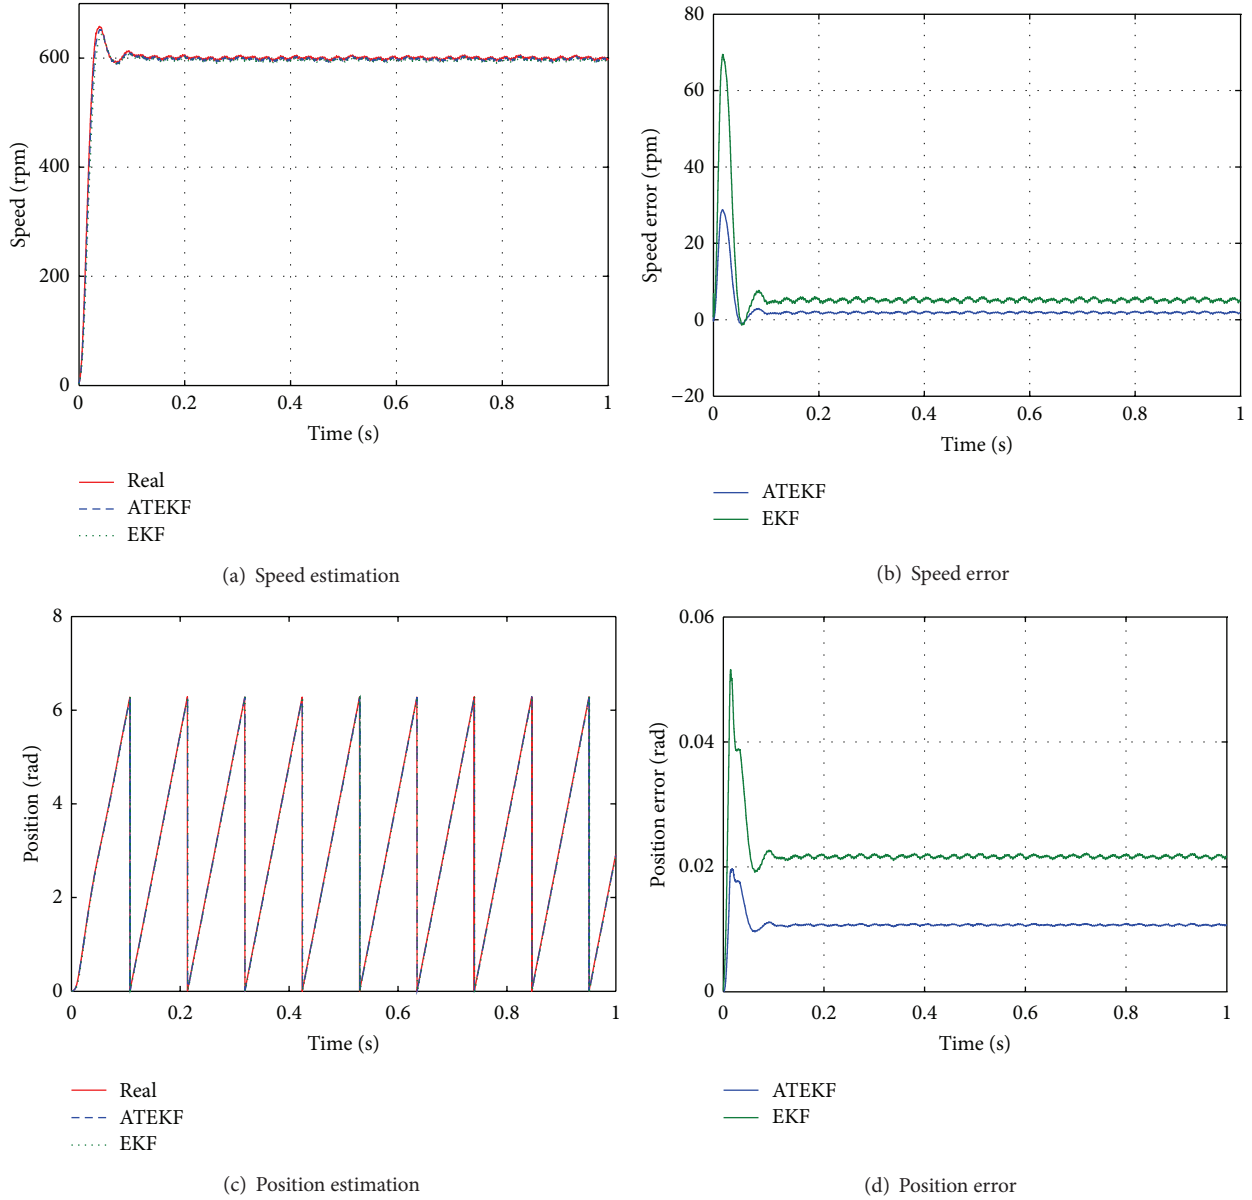 600
400
200
0
Speed (rpm)
0
0.2
0.4
0.6
0.8
1
Time (s)
Real
ATEKF
EKF
(a) Speed estimation
80
60
40
20
0
−20
Speed error (rpm)
0
0.2
0.4
0.6
0.8
1
Time (s)
ATEKF
EKF
(b) Speed error
8
6
4
2
0
Position (rad)
0
0.2
0.4
0.6
0.8
1
Time (s)
Real
ATEKF
EKF
(c) Position estimation
0.06
0.04
0.02
0
Position error (rad)
0
0.2
0.4
0.6
0.8
1
Time (s)
ATEKF
EKF
(d) Position error